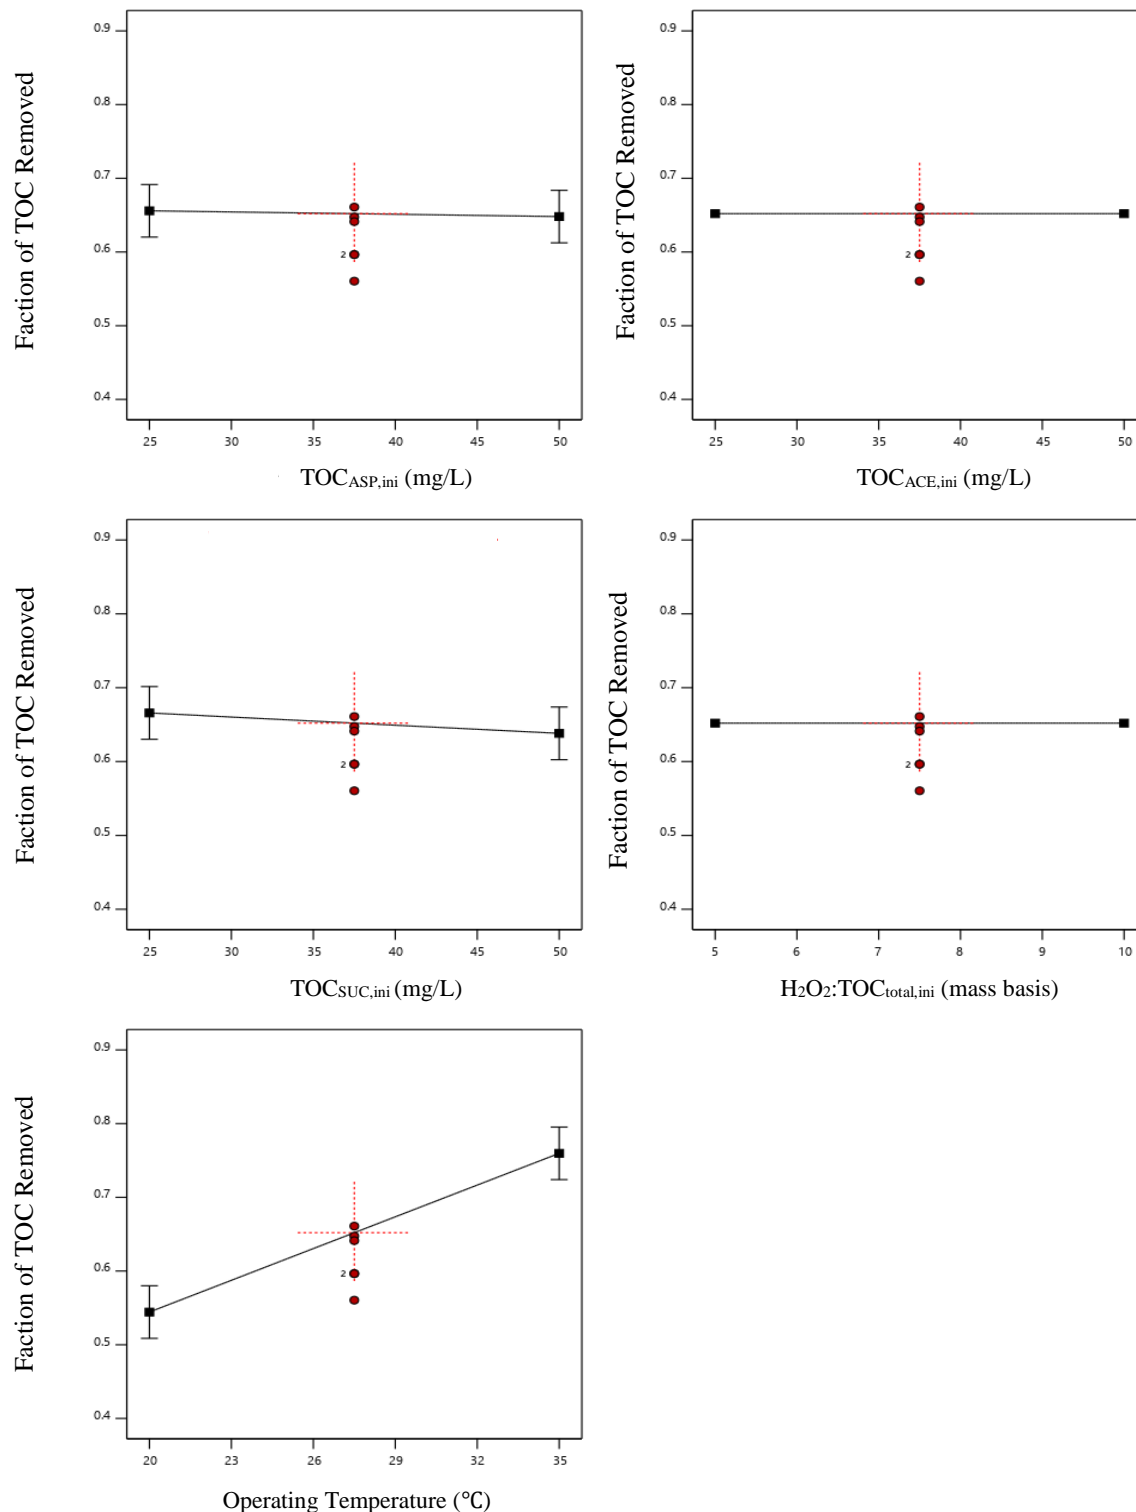 Faction of TOC Removed
0.9
0.8
0.7
0.6
0.5
0.4
2
25 30 35 40 45 50
TOCASP,ini (mg/L)
Faction of TOC Removed
0.9
0.8
0.7
0.6
0.5
0.4
2
25 30 35 40 45 50
TOCACE,ini (mg/L)
Faction of TOC Removed
0.9
0.8
0.7
0.6
0.5
0.4
2
25 30 35 40 45 50
TOCSUC,ini (mg/L)
Faction of TOC Removed
0.9
0.8
0.7
0.6
0.5
0.4
2
5 6 7 8 9 10
H2O2:TOCtotal,ini (mass basis)
Faction of TOC Removed
0.9
0.8
0.7
0.6
0.5
0.4
2
20 23 26 29 32 35
Operating Temperature (℃)